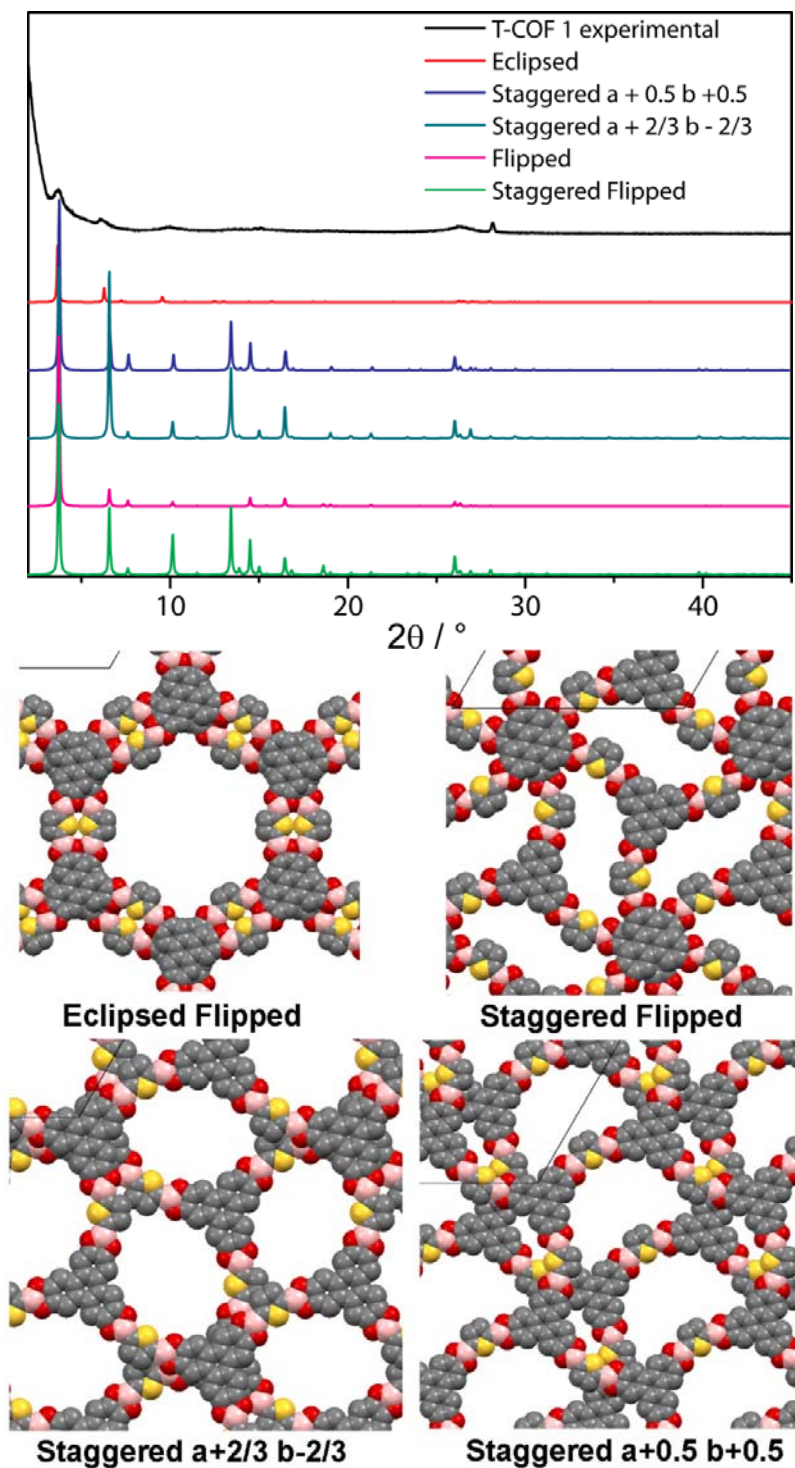 T-COF 1 experimental
Eclipsed
Staggered a + 0.5 b +0.5
Staggered a + 2/3 b - 2/3
Flipped
Staggered Flipped
10 20 30 40
2θ / °
Eclipsed Flipped Staggered Flipped
Staggered a+2/3 b-2/3 Staggered a+0.5 b+0.5